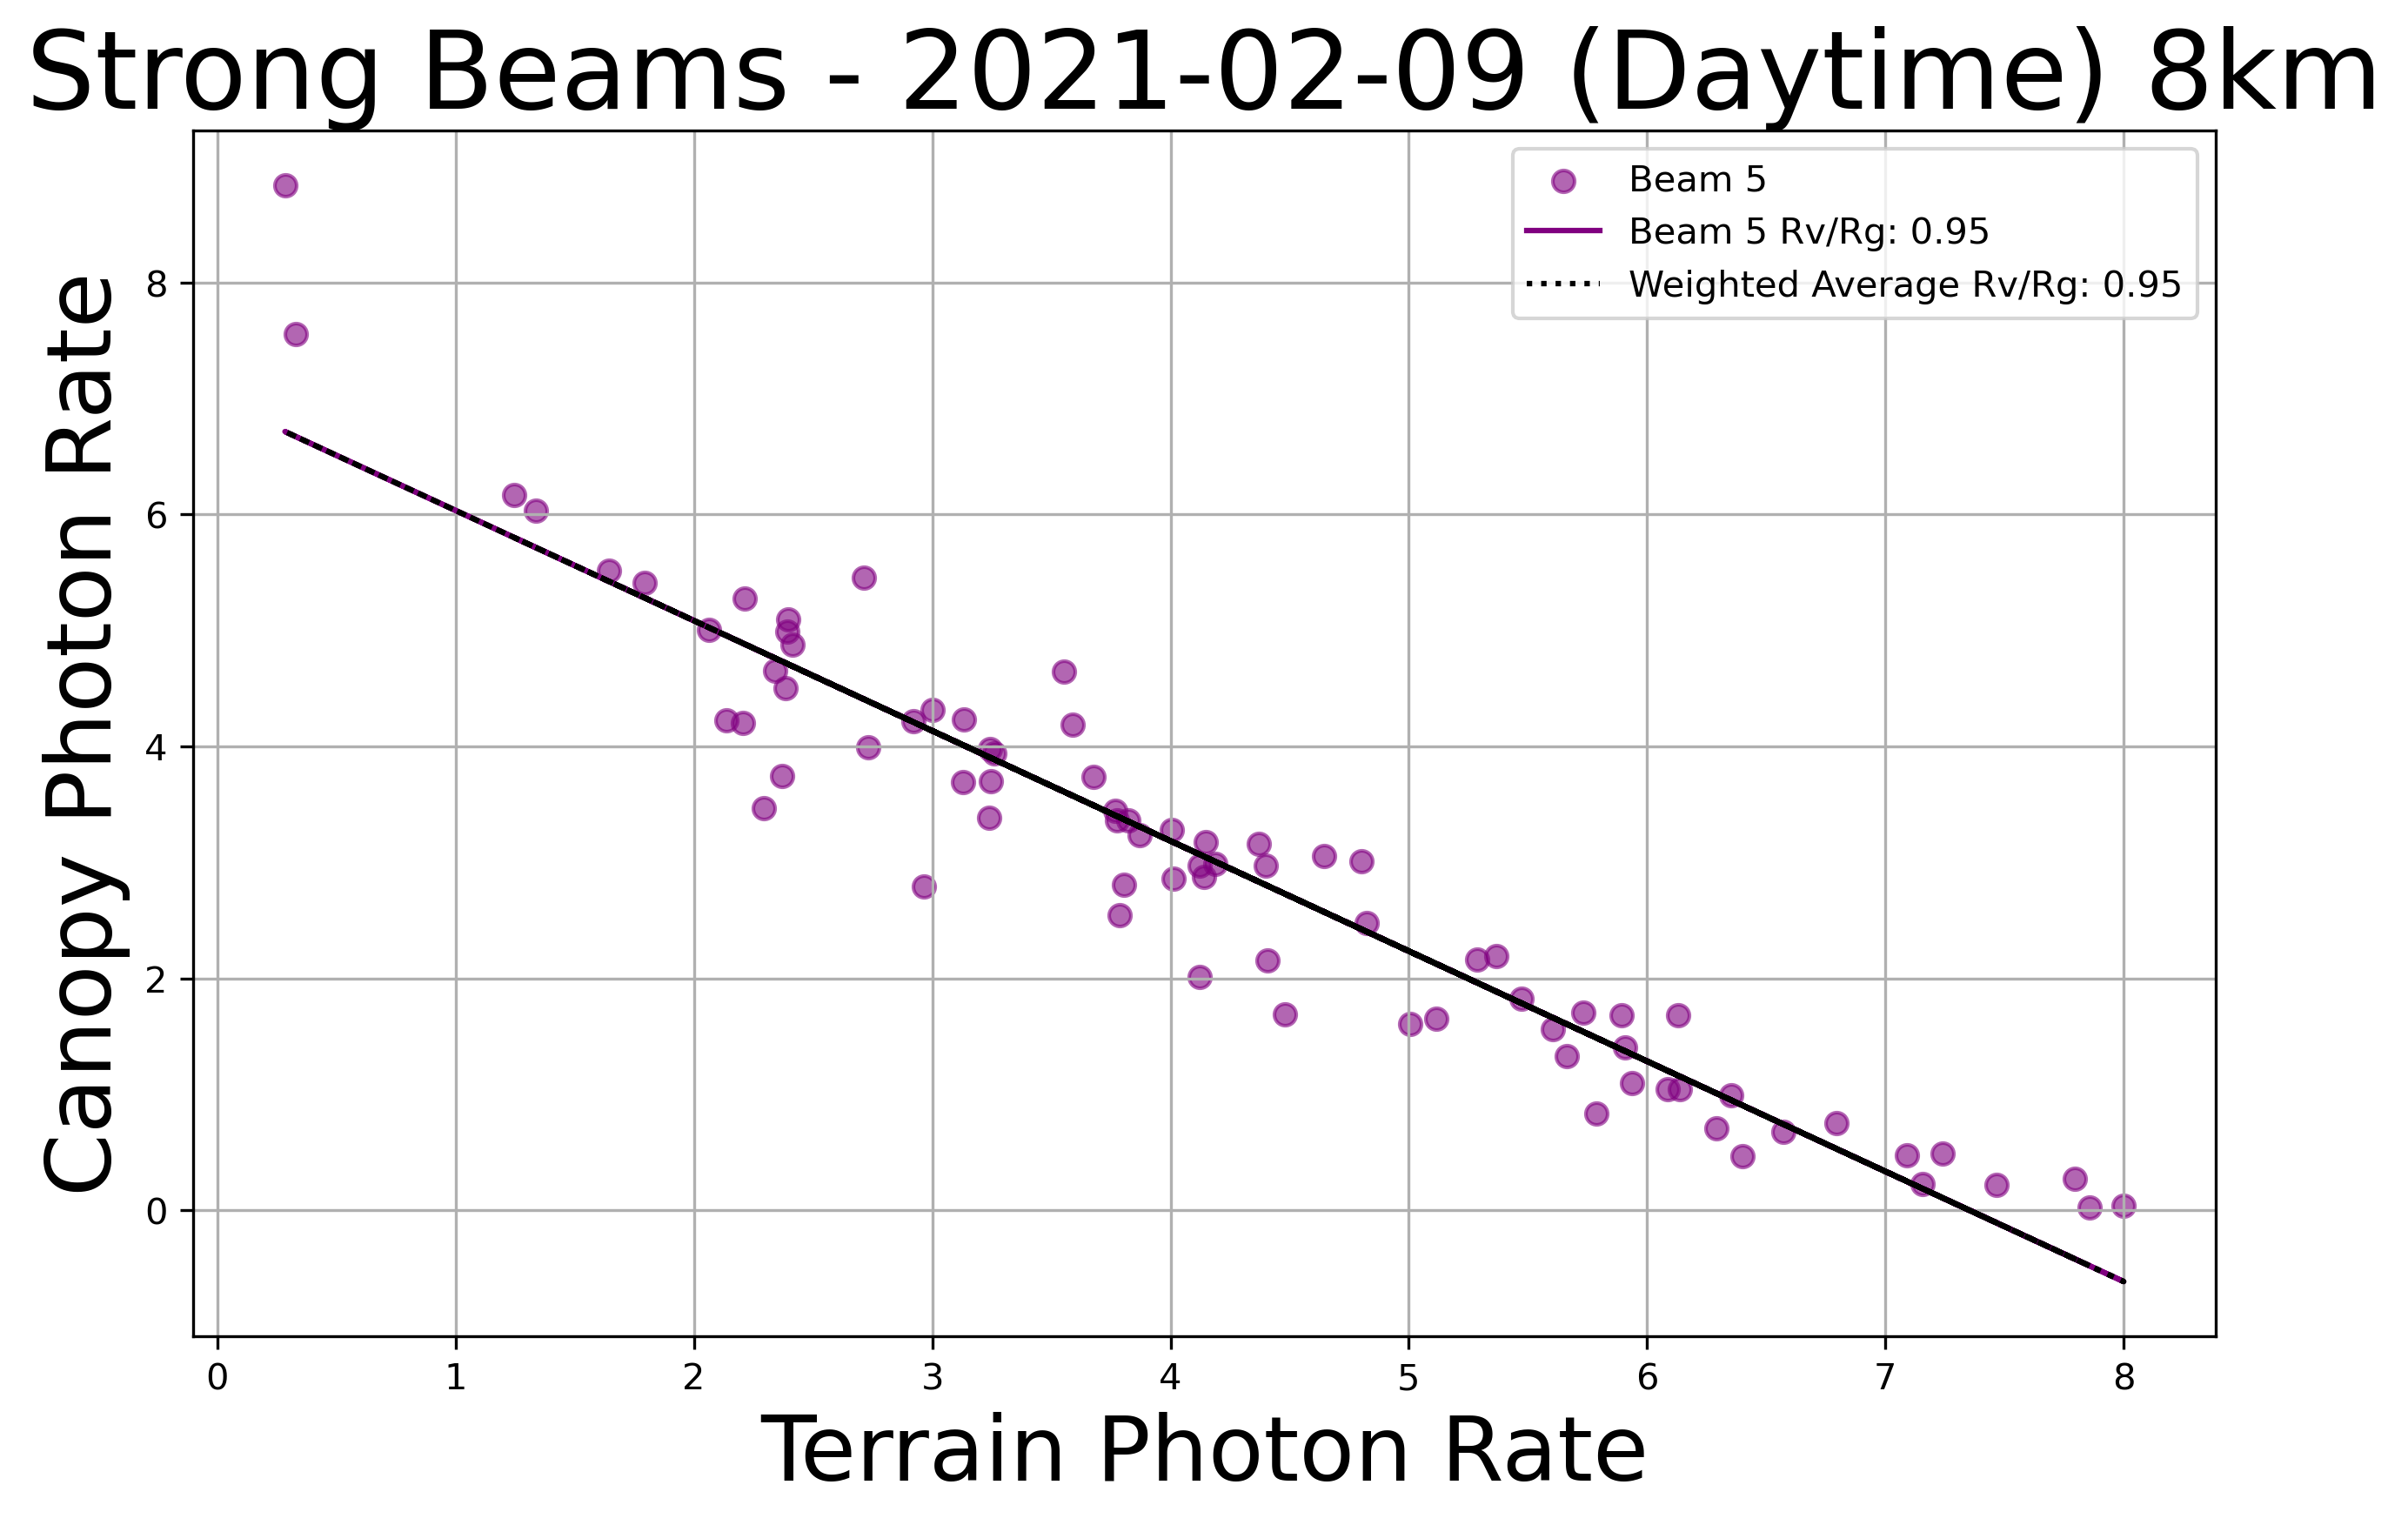 Strong Beams - 2021-02-09 (Daytime) 8km
Beam 5
Beam 5 Rv/Rg: 0.95
Weighted Average Rv/Rg: 0.95
Canopy Photon Rate
8
6
4
2
0
0 1 2 3 4 5 6 7 8
Terrain Photon Rate